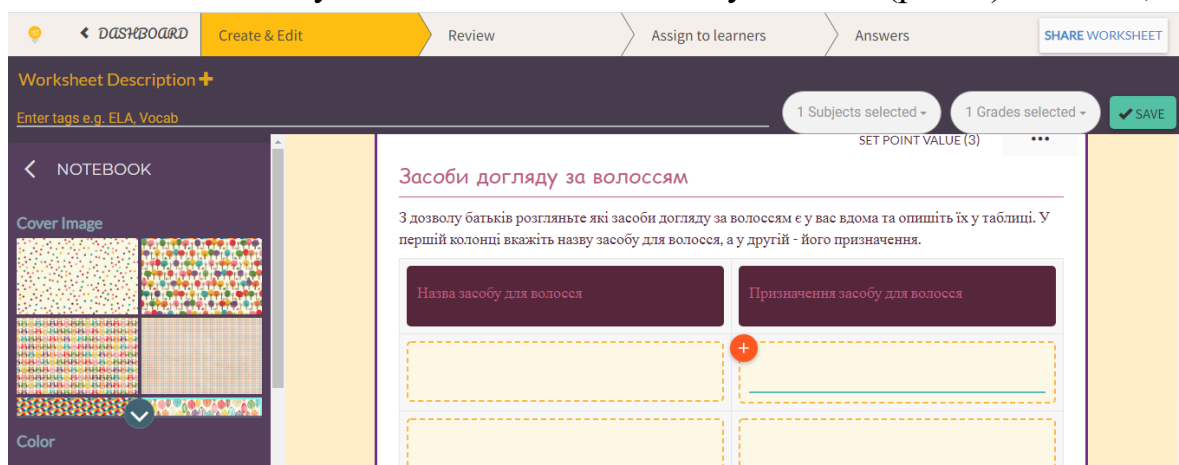 DASHBOARD
Create & Edit
Review
Assign to learners
Answers
SHARE WORKSHEET
Worksheet Description
Enter tags e.g. ELA, Vocab
1 Subjects selected
1 Grades selected
SAVE
NOTEBOOK
SET POINT VALUE (3)
Засоби догляду за волоссям
Cover Image
З дозволу батьків розгляньте які засоби догляду за волоссям є у вас вдома та опишіть їх у таблиці. У
першій колонці вкажіть назву засобу для волосся, а у другій - його призначення.
Назва засобу для волосся
Призначення засобу для волосся
Color